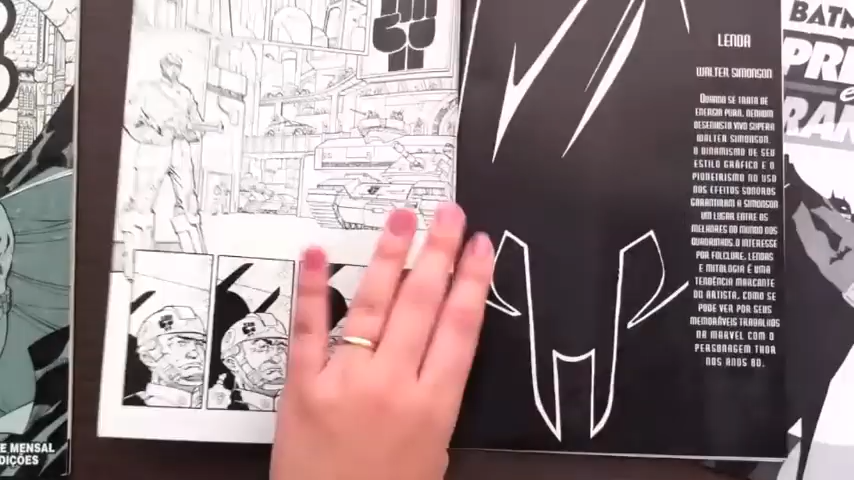 LENDA
WALTER SIMONSON
QUANDO SE TRATA DE
ENERGIA PURA, NENHUM
DESENHISTA VIVO SUPERA
WALTER SIMONSON.
O DINAMISMO DE SEU
ESTILO GRÁFICO E O
PIONEIRISMO NO USO
DOS EFEITOS SONOROS
GARANTIRAM A SIMONSON
UM LUGAR ENTRE OS
MELHORES DO MUNDO DOS
QUADRINHOS. O INTERESSE
POR FOLCLORE, LENDAS
E MITOLOGIA É UMA
TENDÊNCIA MARCANTE
DO ARTISTA, COMO SE
PODE VER POR SEUS
MEMORÁVEIS TRABALHOS
NA MARVEL COM O
PERSONAGEM THOR
NOS ANOS 80.
BATM
PRE
e
RAN
E MENSAL
DIÇÕES